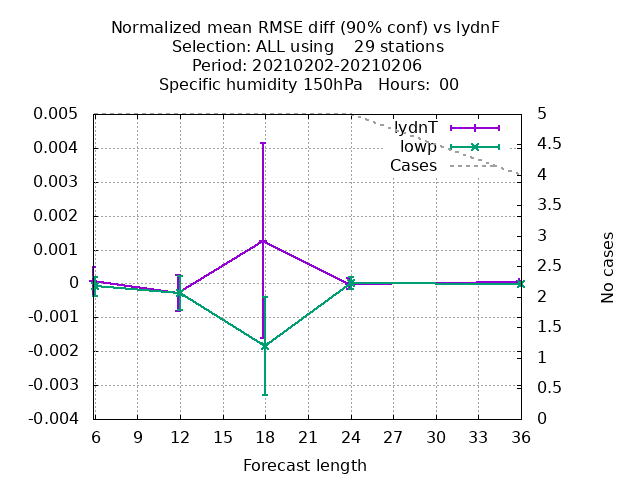 Normalized mean RMSE diff (90% conf) vs lydnF
Selection: ALL using    29 stations
Period: 20210202-20210206
Specific humidity 150hPa   Hours:  00
lydnT
lowp
Cases
0.005
0.004
0.003
0.002
0.001
0
-0.001
-0.002
-0.003
-0.004
5
4.5
4
3.5
3
2.5
2
1.5
1
0.5
0
No cases
6 9 12 15 18 21 24 27 30 33 36
Forecast length